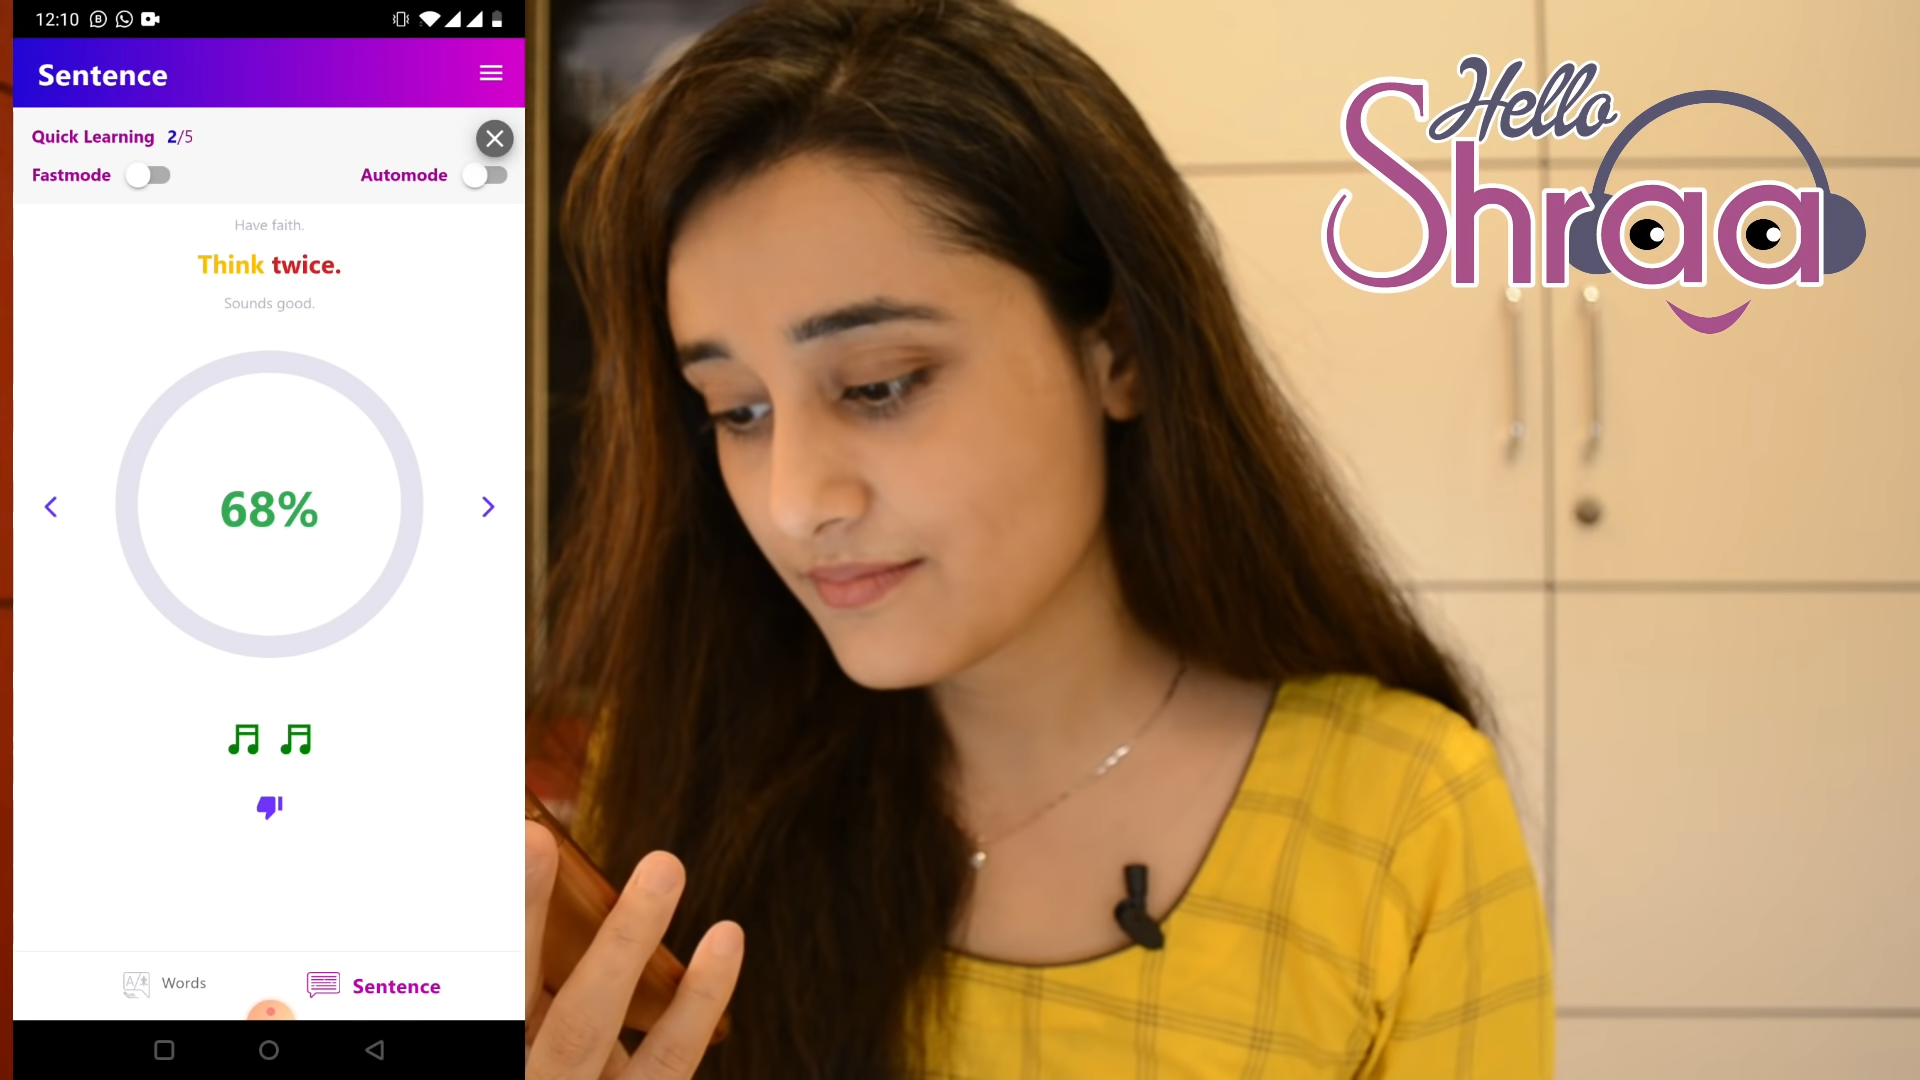 12:10
Sentence
Quick Learning 2/5
Fastmode
Automode
Have faith.
Think twice.
Sounds good.
68%
Words
Sentence
Hello
Shraa